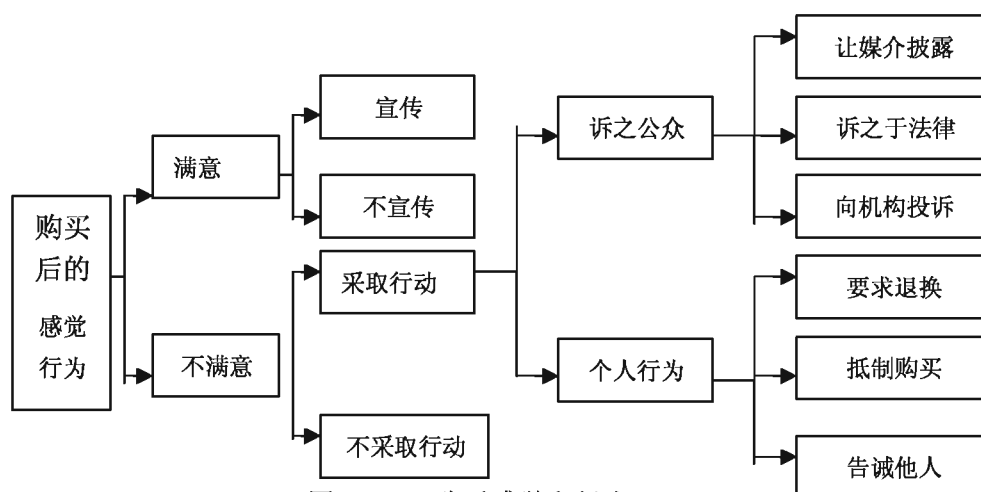 购买
后的
感觉
行为
满意
不满意
宣传
不宣传
采取行动
不采取行动
诉之公众
个人行为
让媒介披露
诉之于法律
向机构投诉
要求退换
抵制购买
告诫他人